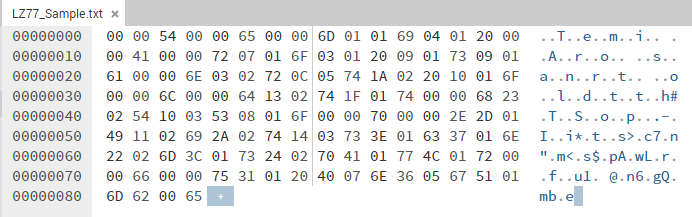 LZ77_Sample.txt ×
00000000 00 00 54 00 00 65 00 00 6D 01 01 69 04 01 20 00 ..T..e..m..i.. .
00000010 00 41 00 00 72 07 01 6F 03 01 20 09 01 73 09 01 .A..r..o.. ..s..
00000020 61 00 00 6E 03 02 72 0C 05 74 1A 02 20 10 01 6F a..n..r..t.. ..o
00000030 00 00 6C 00 00 64 13 02 74 1F 01 74 00 00 68 23 ..l..d..t..t..h#
00000040 02 54 10 03 53 08 01 6F 00 00 70 00 00 2E 2D 01 .T..S..o..p...-.
00000050 49 11 02 69 2A 02 74 14 03 73 3E 01 63 37 01 6E I..i*.t..s>.c7.n
00000060 22 02 6D 3C 01 73 24 02 70 41 01 77 4C 01 72 00 ".m<.s$.pA.wL.r.
00000070 00 66 00 00 75 31 01 20 40 07 6E 36 05 67 51 01 .f..u1. @.n6.gQ.
00000080 6D 62 00 65 + mb.e